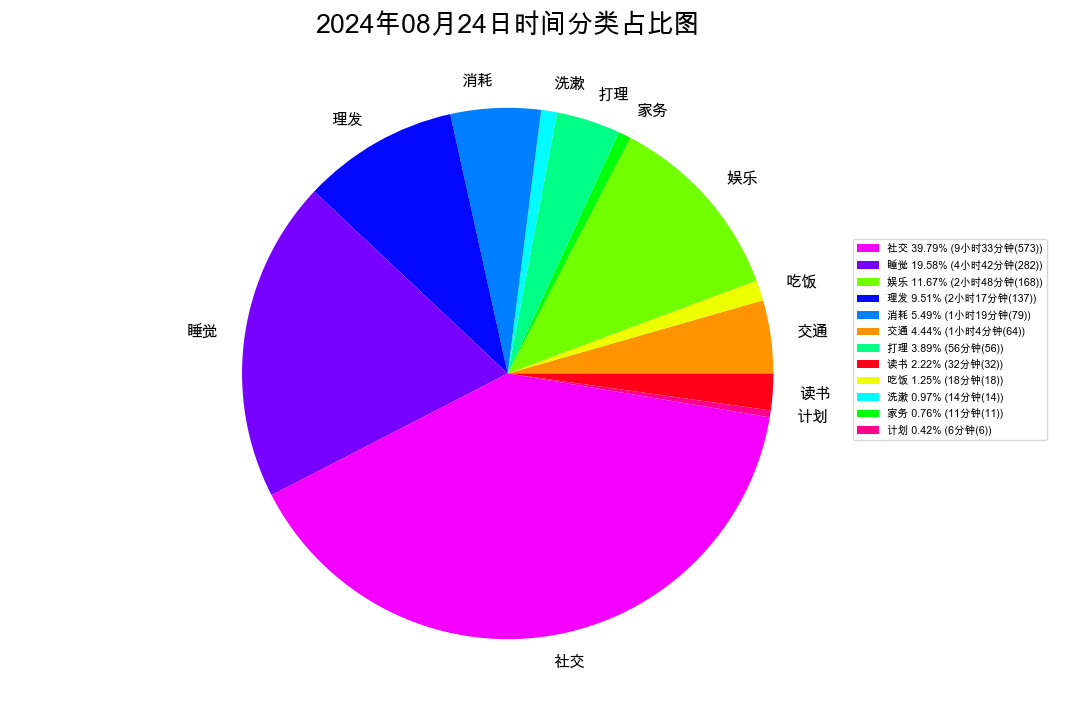 2024年08月24日时间分类占比图
消耗
洗漱
打理
家务
理发
娱乐
吃饭
睡觉
交通
读书
计划
社交
社交 39.79% (9小时33分钟(573))
睡觉 19.58% (4小时42分钟(282))
娱乐 11.67% (2小时48分钟(168))
理发 9.51% (2小时17分钟(137))
消耗 5.49% (1小时19分钟(79))
交通 4.44% (1小时4分钟(64))
打理 3.89% (56分钟(56))
读书 2.22% (32分钟(32))
吃饭 1.25% (18分钟(18))
洗漱 0.97% (14分钟(14))
家务 0.76% (11分钟(11))
计划 0.42% (6分钟(6))